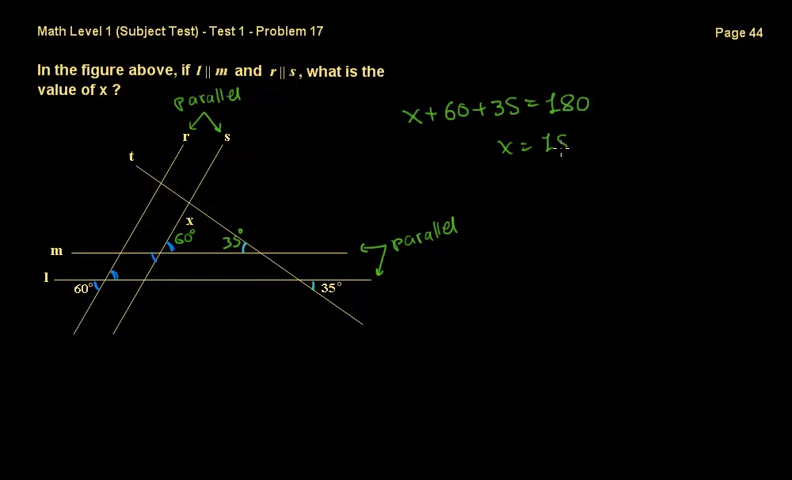 Math Level 1 (Subject Test) - Test 1 - Problem 17
Page 44
In the figure above, if l || m and r || s, what is the
value of x ?
parallel
x + 60 + 35 = 180
x = 18
r
s
t
x
60°
35°
m
parallel
l
60°
35°